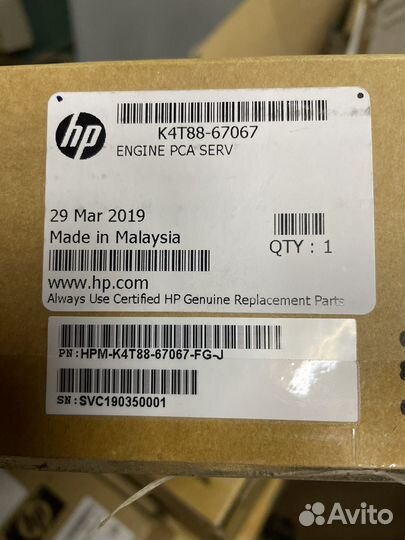 hp
K4T88-67067
ENGINE PCA SERV
29 Mar 2019
Made in Malaysia
QTY : 1
www.hp.com
Always Use Certified HP Genuine Replacement Parts
PN:HPM-K4T88-67067-FG-J
SN:SVC190350001
Avito